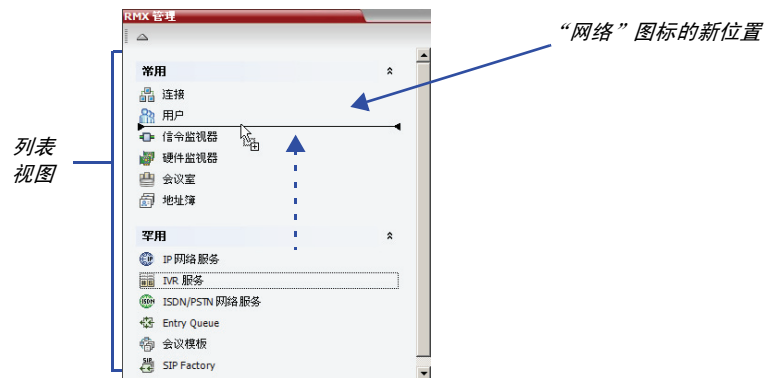 RMX 管理
“网络”图标的新位置
常用
连接
用户
信令监视器
硬件监视器
会议室
地址簿
列表
视图
罕用
IP 网络服务
IVR 服务
ISDN/PSTN 网络服务
Entry Queue
会议模板
SIP Factory